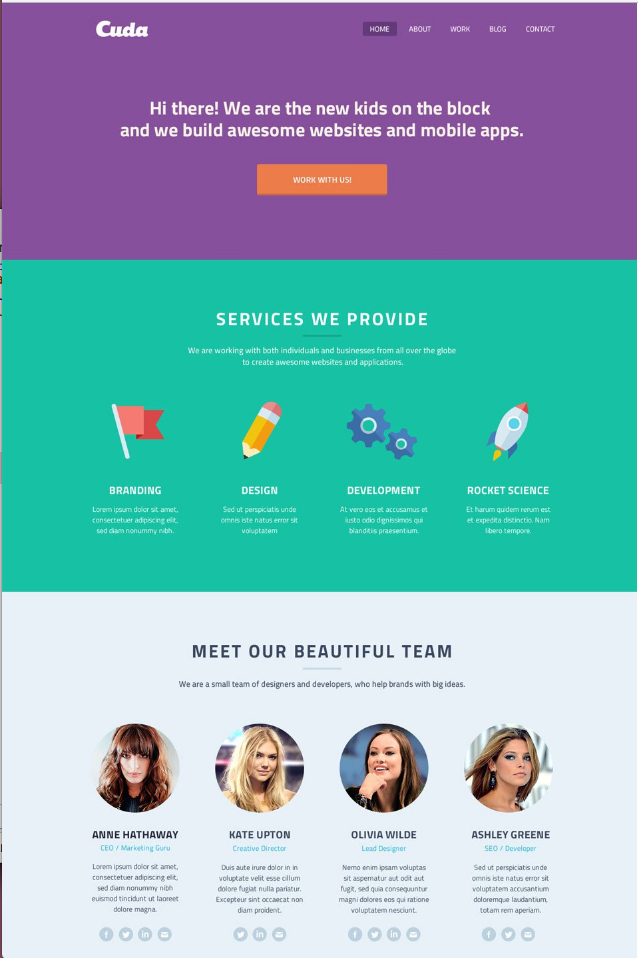 Cuda
HOME ABOUT WORK BLOG CONTACT
Hi there! We are the new kids on the block
and we build awesome websites and mobile apps.
WORK WITH US!
SERVICES WE PROVIDE
We are working with both individuals and businesses from all over the globe
to create awesome websites and applications.
BRANDING
Lorem ipsum dolor sit amet,
consectetuer adipiscing elit,
sed diam nonummy nibh.
DESIGN
Sed ut perspiciatis unde
omnis iste natus error sit
voluptatem
DEVELOPMENT
At vero eos et accusamus et
iusto odio dignissimos qui
blanditiis praesentium.
ROCKET SCIENCE
Et harum quidem rerum est
et expedita distinctio. Nam
libero tempore.
MEET OUR BEAUTIFUL TEAM
We are a small team of designers and developers, who help brands with big ideas.
ANNE HATHAWAY
CEO / Marketing Guru
Lorem ipsum dolor sit amet,
consectetuer adipiscing elit,
sed diam nonummy nibh
euismod tincidunt ut laoreet
dolore magna.
KATE UPTON
Creative Director
Duis aute irure dolor in in
voluptate velit esse cillum
dolore fugiat nulla pariatur.
Excepteur sint occaecat non
diam proident.
OLIVIA WILDE
Lead Designer
Nemo enim ipsam voluptas
sit aspernatur aut odit aut
fugit, sed quia consequuntur
magni dolores eos qui ratione
voluptatem nesciunt.
ASHLEY GREENE
SEO / Developer
Sed ut perspiciatis unde
omnis iste natus error sit
voluptatem accusantium
doloremque laudantium,
totam rem aperiam.